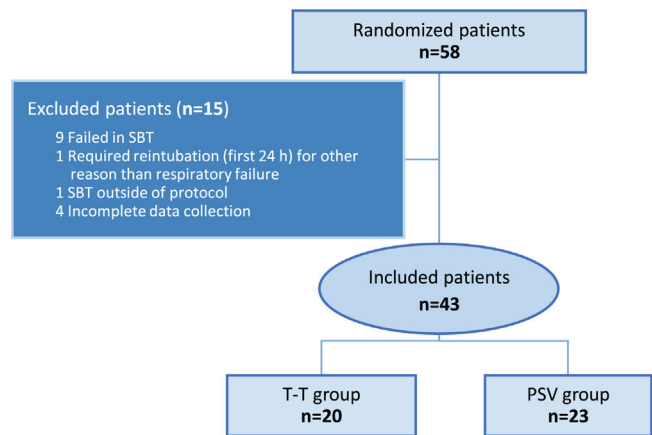 Randomized patients
n=58
Excluded patients (n=15)
9 Failed in SBT
1 Required reintubation (first 24 h) for other
reason than respiratory failure
1 SBT outside of protocol
4 Incomplete data collection
Included patients
n=43
T-T group
n=20
PSV group
n=23